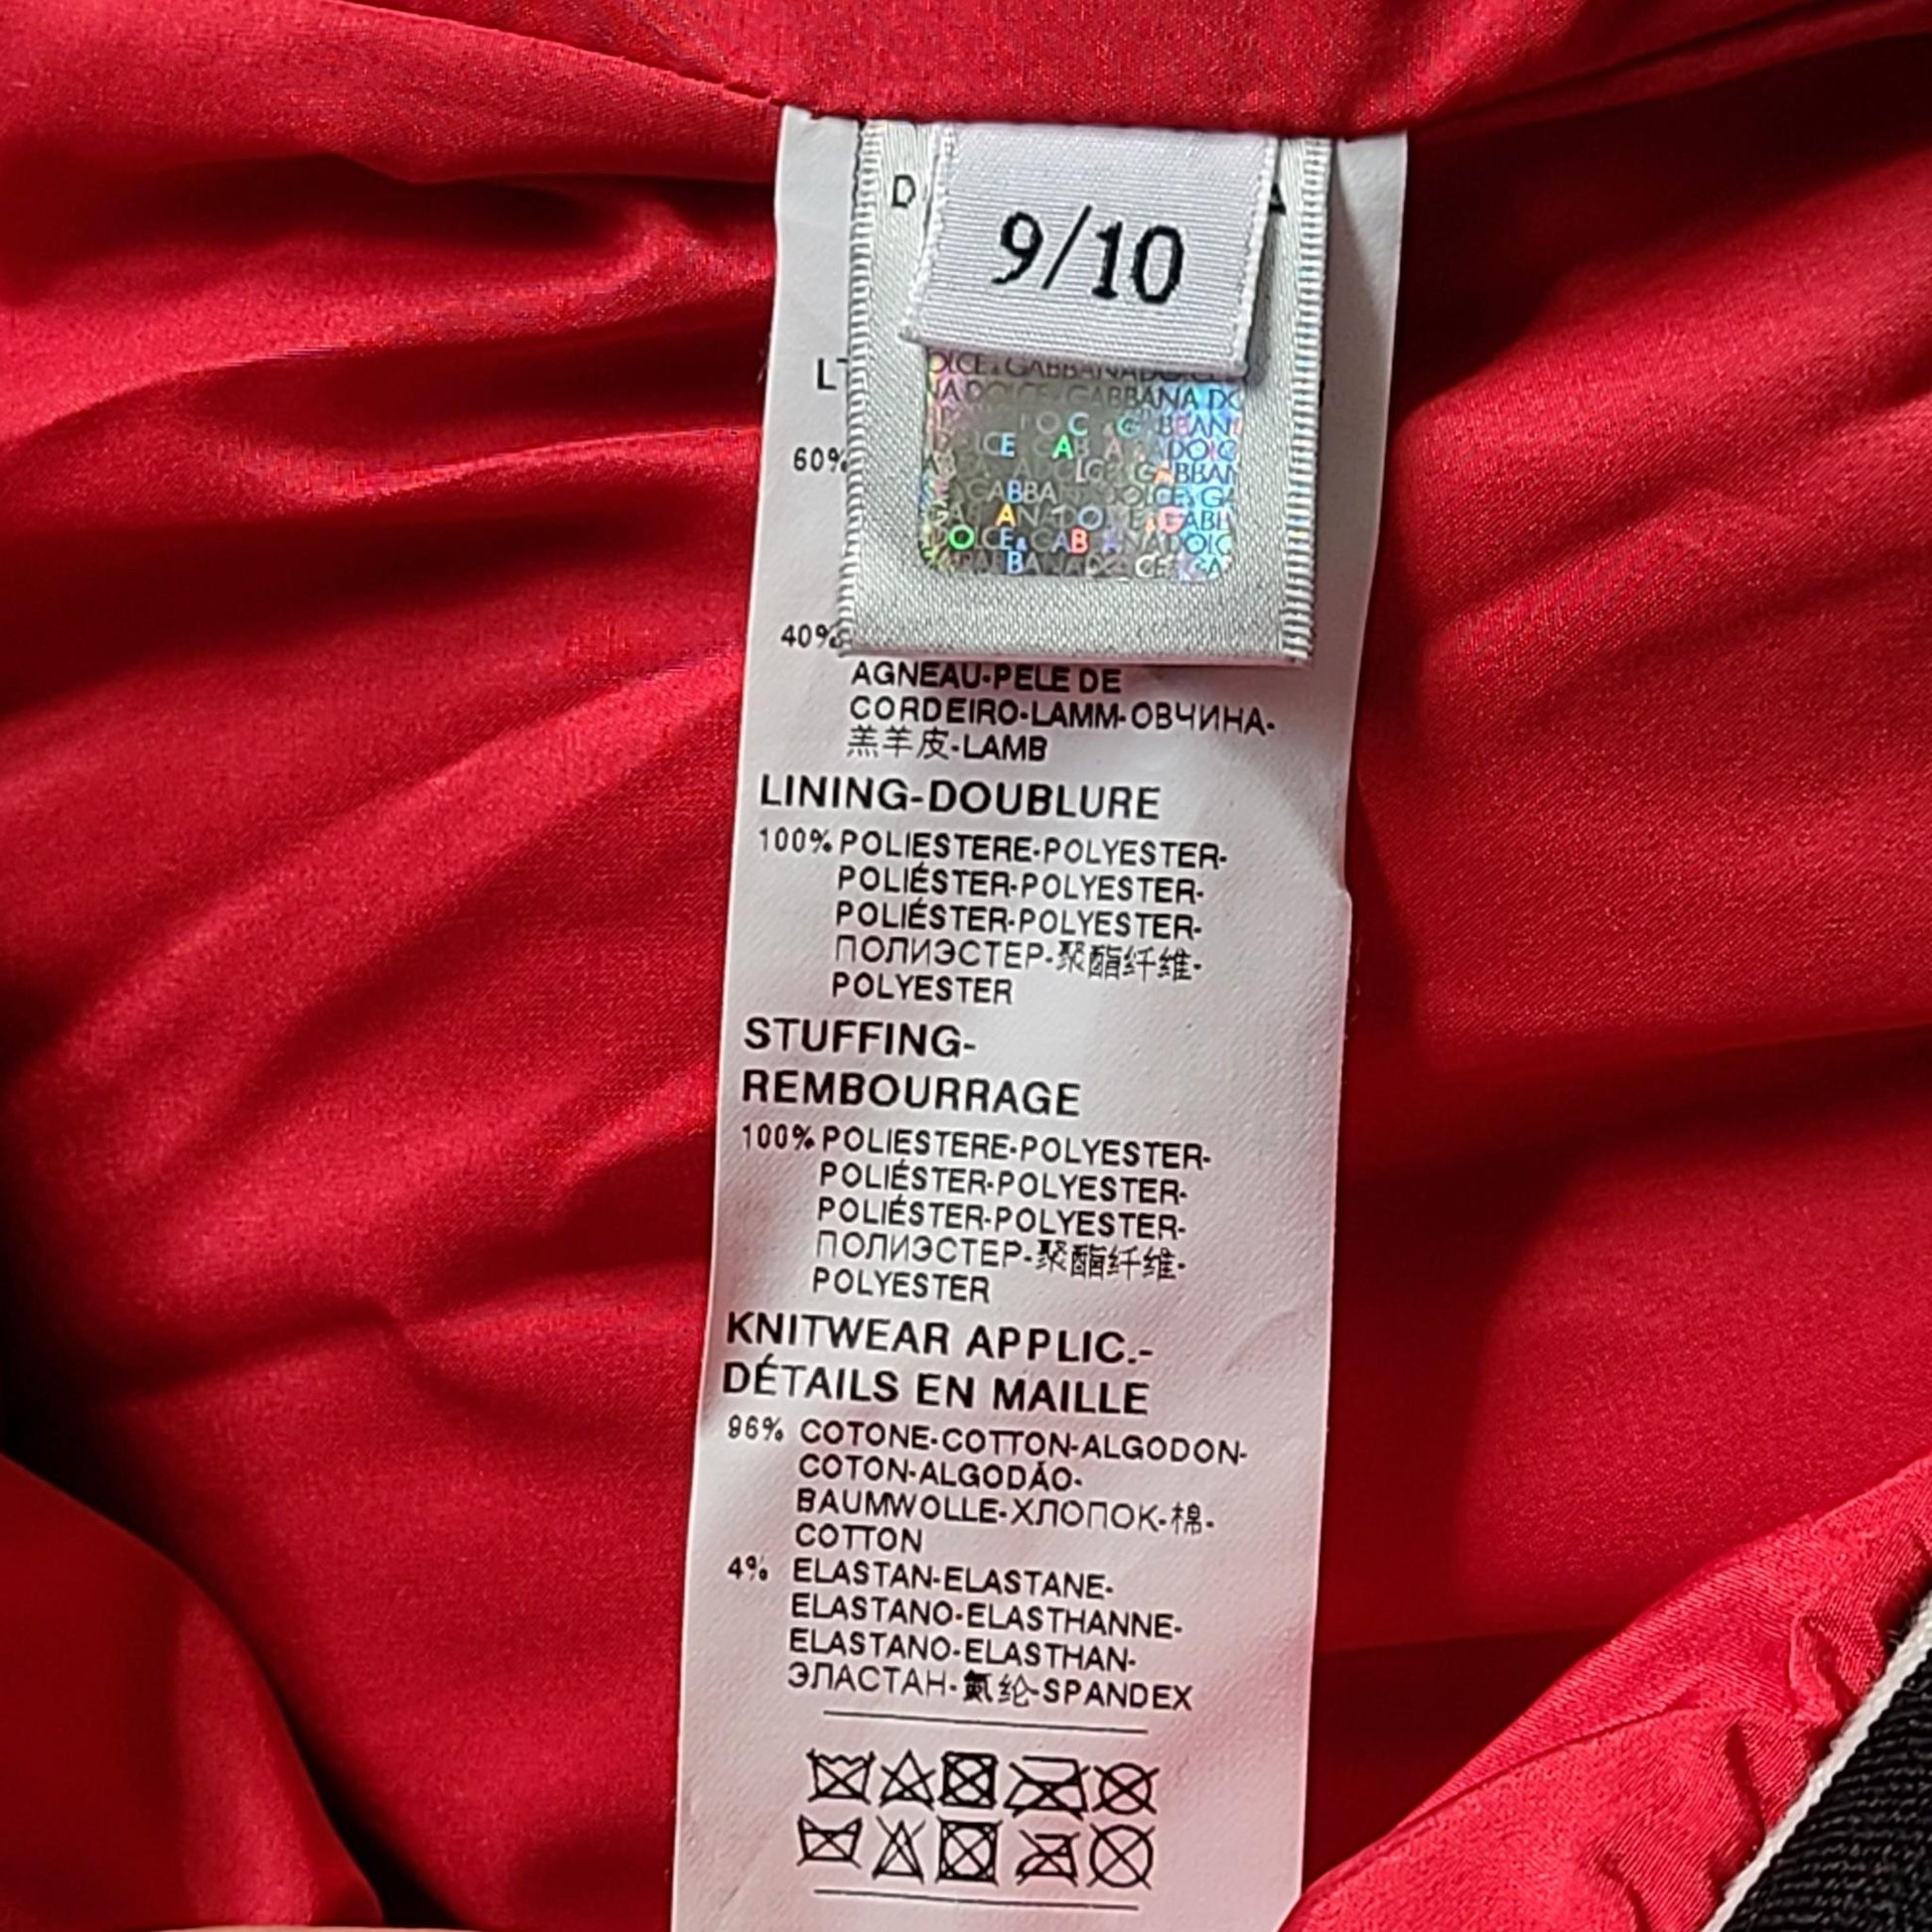 9/10
60%
40%
AGNEAU-PELE DE
CORDEIRO-LAMM-ОВЧИНА-
羔羊皮-LAMB
LINING-DOUBLURE
100% POLIESTERE-POLYESTER-
POLIÉSTER-POLYESTER-
POLIÉSTER-POLYESTER-
ПОЛИЭСТЕР-聚酯纤维-
POLYESTER
STUFFING-
REMBOURRAGE
100% POLIESTERE-POLYESTER-
POLIÉSTER-POLYESTER-
POLIÉSTER-POLYESTER-
ПОЛИЭСТЕР-聚酯纤维-
POLYESTER
KNITWEAR APPLIC.-
DÉTAILS EN MAILLE
96% COTONE-COTTON-ALGODON-
COTON-ALGODÃO-
BAUMWOLLE-ХЛОПОК-棉-
COTTON
4% ELASTAN-ELASTANE-
ELASTANO-ELASTHANNE-
ELASTANO-ELASTHAN-
ЭЛАСТАН-氨纶-SPANDEX